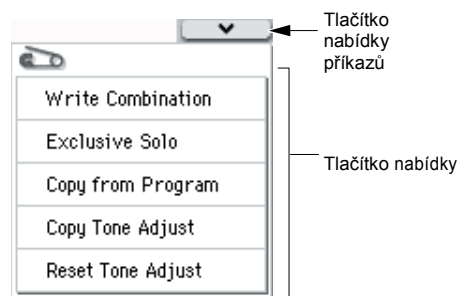 Tlačítko
nabídky
příkazů
Write Combination
Exclusive Solo
Copy from Program
Copy Tone Adjust
Reset Tone Adjust
Tlačítko nabídky